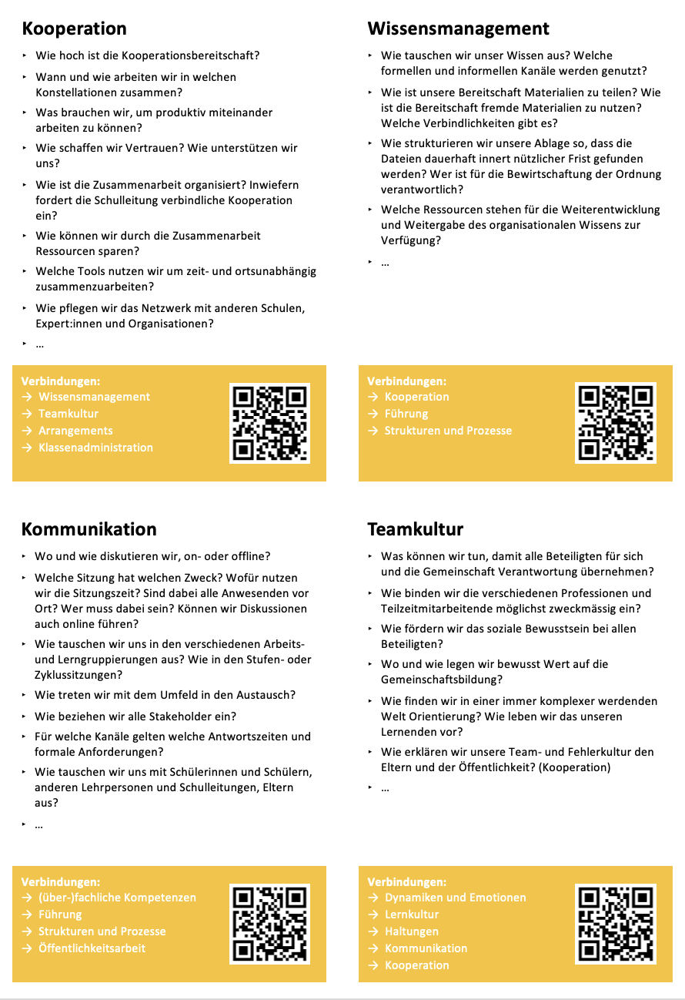 Kooperation
‣ Wie hoch ist die Kooperationsbereitschaft?
‣ Wann und wie arbeiten wir in welchen
Konstellationen zusammen?
‣ Was brauchen wir, um produktiv miteinander
arbeiten zu können?
‣ Wie schaffen wir Vertrauen? Wie unterstützen wir
uns?
‣ Wie ist die Zusammenarbeit organisiert? Inwiefern
fordert die Schulleitung verbindliche Kooperation
ein?
‣ Wie können wir durch die Zusammenarbeit
Ressourcen sparen?
‣ Welche Tools nutzen wir um zeit- und ortsunabhängig
zusammenzuarbeiten?
‣ Wie pflegen wir das Netzwerk mit anderen Schulen,
Expert:innen und Organisationen?
‣ …
Verbindungen:
→ Wissensmanagement
→ Teamkultur
→ Arrangements
→ Klassenadministration
Wissensmanagement
‣ Wie tauschen wir unser Wissen aus? Welche
formellen und informellen Kanäle werden genutzt?
‣ Wie ist unsere Bereitschaft Materialien zu teilen? Wie
ist die Bereitschaft fremde Materialien zu nutzen?
Welche Verbindlichkeiten gibt es?
‣ Wie strukturieren wir unsere Ablage so, dass die
Dateien dauerhaft innert nützlicher Frist gefunden
werden? Wer ist für die Bewirtschaftung der Ordnung
verantwortlich?
‣ Welche Ressourcen stehen für die Weiterentwicklung
und Weitergabe des organisationalen Wissens zur
Verfügung?
‣ …
Verbindungen:
→ Kooperation
→ Führung
→ Strukturen und Prozesse
Kommunikation
‣ Wo und wie diskutieren wir, on- oder offline?
‣ Welche Sitzung hat welchen Zweck? Wofür nutzen
wir die Sitzungszeit? Sind dabei alle Anwesenden vor
Ort? Wer muss dabei sein? Können wir Diskussionen
auch online führen?
‣ Wie tauschen wir uns in den verschiedenen Arbeits-
und Lerngruppierungen aus? Wie in den Stufen- oder
Zyklussitzungen?
‣ Wie treten wir mit dem Umfeld in den Austausch?
‣ Wie beziehen wir alle Stakeholder ein?
‣ Für welche Kanäle gelten welche Antwortszeiten und
formale Anforderungen?
‣ Wie tauschen wir uns mit Schülerinnen und Schülern,
anderen Lehrpersonen und Schulleitungen, Eltern
aus?
‣ …
Verbindungen:
→ (über-)fachliche Kompetenzen
→ Führung
→ Strukturen und Prozesse
→ Öffentlichkeitsarbeit
Teamkultur
‣ Was können wir tun, damit alle Beteiligten für sich
und die Gemeinschaft Verantwortung übernehmen?
‣ Wie binden wir die verschiedenen Professionen und
Teilzeitmitarbeitende möglichst zweckmässig ein?
‣ Wie fördern wir das soziale Bewusstsein bei allen
Beteiligten?
‣ Wo und wie legen wir bewusst Wert auf die
Gemeinschaftsbildung?
‣ Wie finden wir in einer immer komplexer werdenden
Welt Orientierung? Wie leben wir das unseren
Lernenden vor?
‣ Wie erklären wir unsere Team- und Fehlerkultur den
Eltern und der Öffentlichkeit? (Kooperation)
‣ …
Verbindungen:
→ Dynamiken und Emotionen
→ Lernkultur
→ Haltungen
→ Kommunikation
→ Kooperation